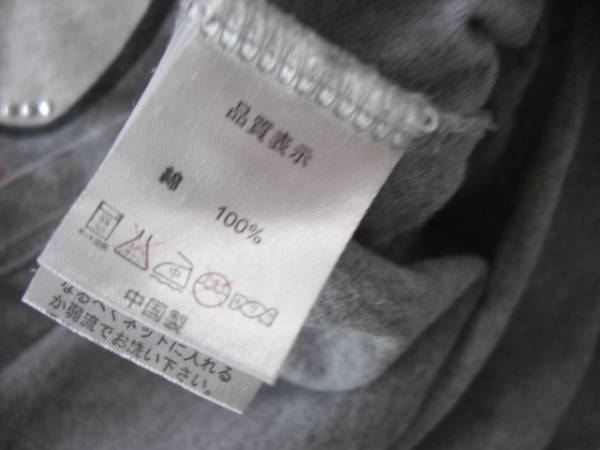 品質表示
綿 100%
中国製
なるべくネットに入れる
か弱流でお洗い下さい。